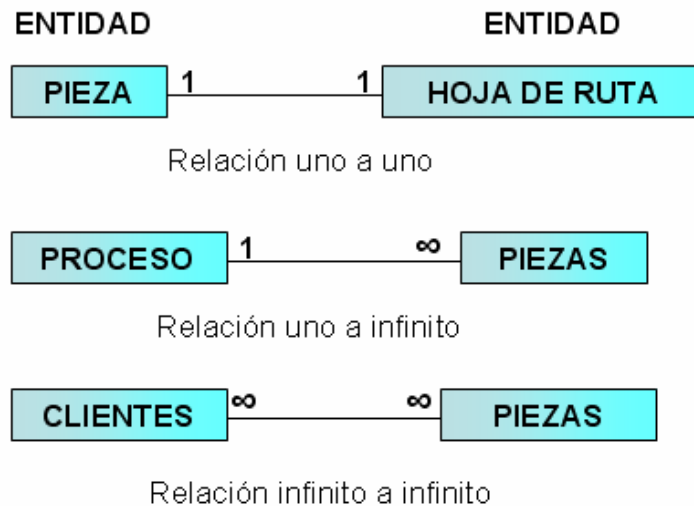 ENTIDAD ENTIDAD
PIEZA 1 1 HOJA DE RUTA
Relación uno a uno
PROCESO 1 ∞ PIEZAS
Relación uno a infinito
CLIENTES ∞ ∞ PIEZAS
Relación infinito a infinito